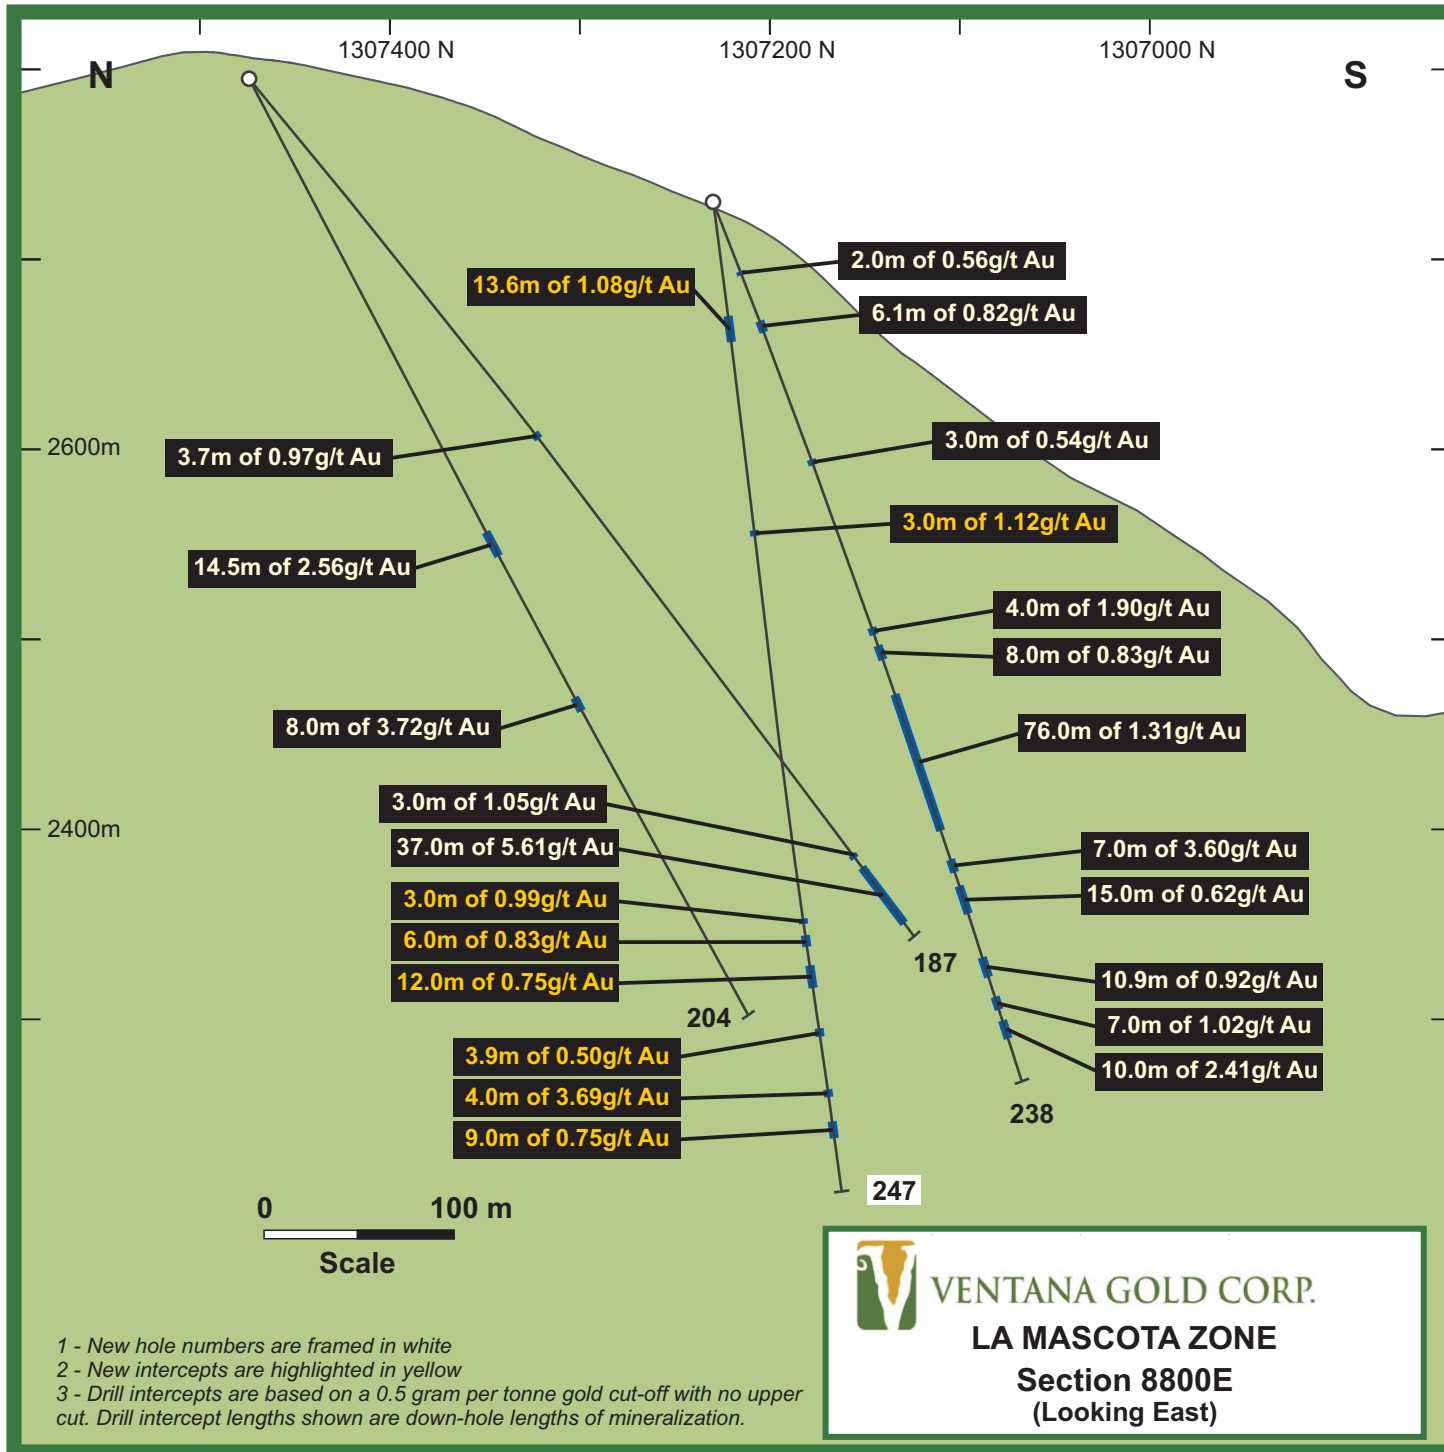 1307400 N
1307200 N
1307000 N
N
S
2.0m of 0.56g/t Au
13.6m of 1.08g/t Au
6.1m of 0.82g/t Au
3.0m of 0.54g/t Au
2600m
3.7m of 0.97g/t Au
3.0m of 1.12g/t Au
14.5m of 2.56g/t Au
4.0m of 1.90g/t Au
8.0m of 0.83g/t Au
8.0m of 3.72g/t Au
76.0m of 1.31g/t Au
3.0m of 1.05g/t Au
2400m
37.0m of 5.61g/t Au
7.0m of 3.60g/t Au
15.0m of 0.62g/t Au
3.0m of 0.99g/t Au
6.0m of 0.83g/t Au
187
12.0m of 0.75g/t Au
10.9m of 0.92g/t Au
204
7.0m of 1.02g/t Au
3.9m of 0.50g/t Au
10.0m of 2.41g/t Au
4.0m of 3.69g/t Au
238
9.0m of 0.75g/t Au
247
0 100 m
Scale
VENTANA GOLD CORP.
LA MASCOTA ZONE
Section 8800E
(Looking East)
1 - New hole numbers are framed in white
2 - New intercepts are highlighted in yellow
3 - Drill intercepts are based on a 0.5 gram per tonne gold cut-off with no upper
cut. Drill intercept lengths shown are down-hole lengths of mineralization.